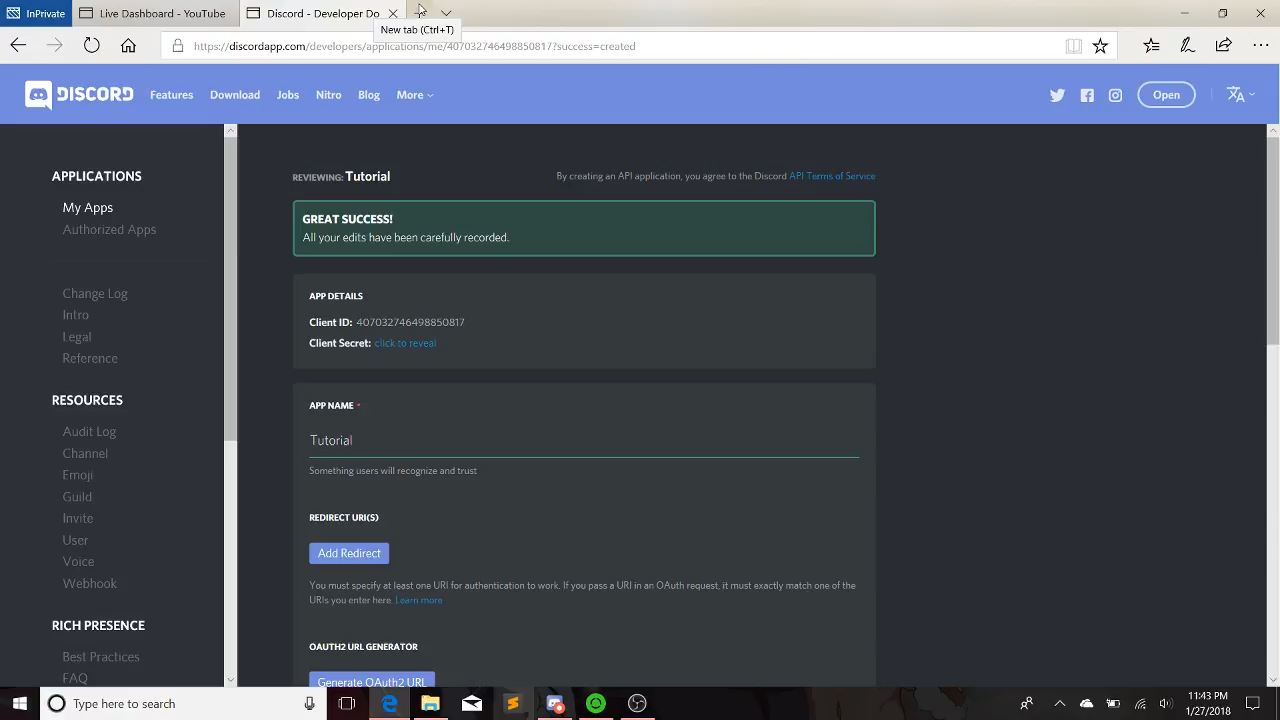 InPrivate
Live Dashboard - YouTube
Discord - Developers - Do
New tab (Ctrl+T)
https://discordapp.com/developers/applications/me/407032746498850817?success=created
DISCORD
Features
Download
Jobs
Nitro
Blog
More
Open
APPLICATIONS
My Apps
Authorized Apps
Change Log
Intro
Legal
Reference
RESOURCES
Audit Log
Channel
Emoji
Guild
Invite
User
Voice
Webhook
RICH PRESENCE
Best Practices
FAQ
REVIEWING: Tutorial
By creating an API application, you agree to the Discord API Terms of Service
GREAT SUCCESS!
All your edits have been carefully recorded.
APP DETAILS
Client ID: 407032746498850817
Client Secret: click to reveal
APP NAME *
Tutorial
Something users will recognize and trust
REDIRECT URI(S)
Add Redirect
You must specify at least one URI for authentication to work. If you pass a URI in an OAuth request, it must exactly match one of the
URIs you enter here. Learn more
OAUTH2 URL GENERATOR
Generate OAuth2 URL
Type here to search
11:43 PM
1/27/2018